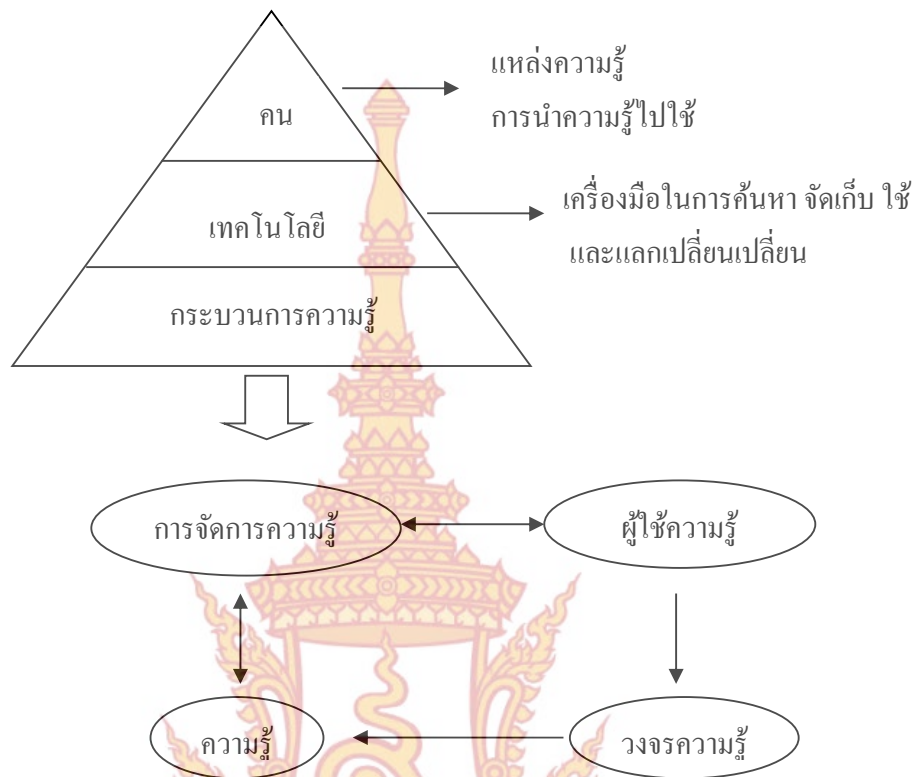 แหล่งความรู้
การนำความรู้ไปใช้
คน
เครื่องมือในการค้นหา จัดเก็บ ใช้
และแลกเปลี่ยนเปลี่ยน
เทคโนโลยี
กระบวนการความรู้
การจัดการความรู้
ผู้ใช้ความรู้
ความรู้
วงจรความรู้